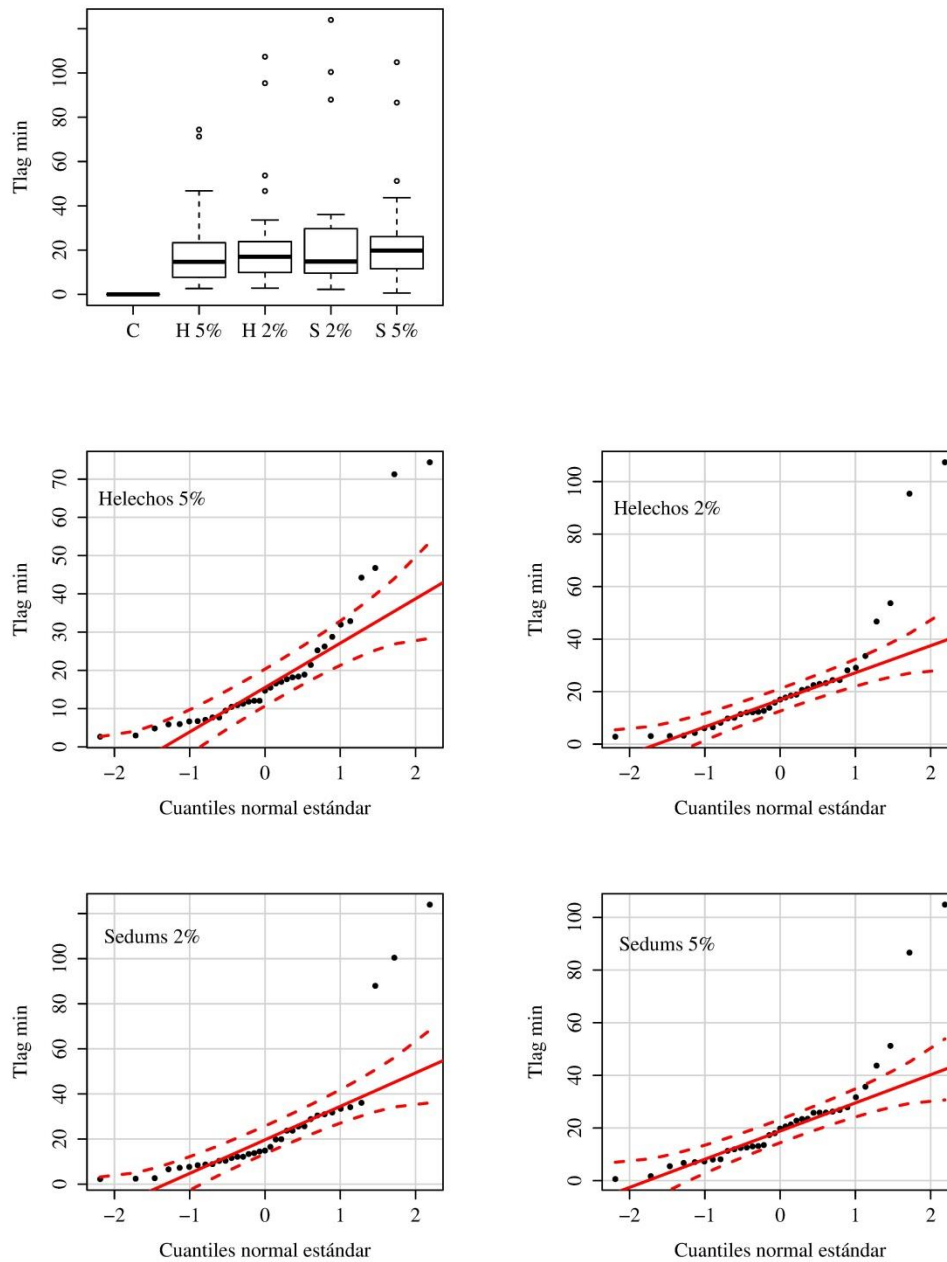 Tlag min
100
80
60
40
20
0
C H 5% H 2% S 2% S 5%
Helechos 5%
Tlag min
70
60
50
40
30
20
10
0
−2 −1 0 1 2
Cuantiles normal estándar
Helechos 2%
Tlag min
100
80
60
40
20
0
−2 −1 0 1 2
Cuantiles normal estándar
Sedums 2%
Tlag min
100
80
60
40
20
0
−2 −1 0 1 2
Cuantiles normal estándar
Sedums 5%
Tlag min
100
80
60
40
20
0
−2 −1 0 1 2
Cuantiles normal estándar